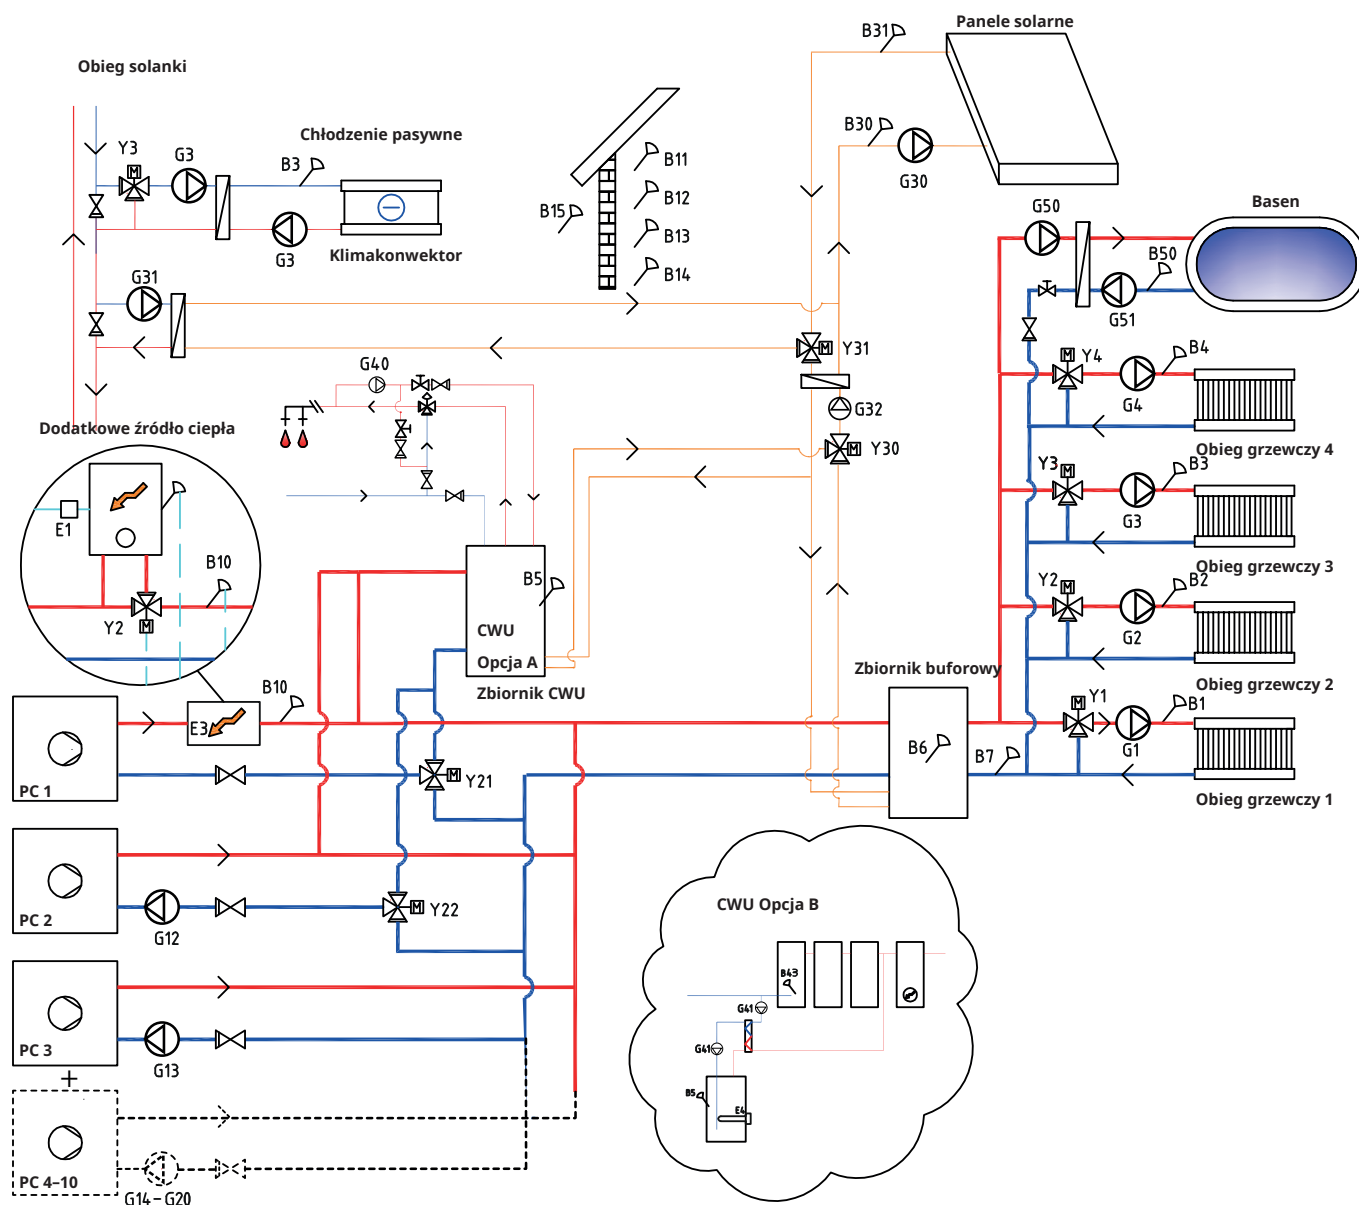 Panele solarne
B31
Obieg solanki
Y3
G3
Chłodzenie pasywne
B3
B30
G30
B11
B12
B15
B13
B14
G3
Klimakonwektor
G50
Basen
B50
G51
G31
Y31
G40
G32
Y30
Y4
B4
G4
Obieg grzewczy 4
Dodatkowe źródło ciepła
E1
B10
Y2
M
Y3
B3
G3
Obieg grzewczy 3
Y2
B2
G2
Obieg grzewczy 2
B5
CWU
Opcja A
Zbiornik CWU
Zbiornik buforowy
B10
E3
PC 1
Y21
B6
B7
Y1
B1
G1
Obieg grzewczy 1
PC 2
G12
Y22
PC 3
G13
+
PC 4–10
G14–G20
CWU Opcja B
B43
G41
G41
B5
E4